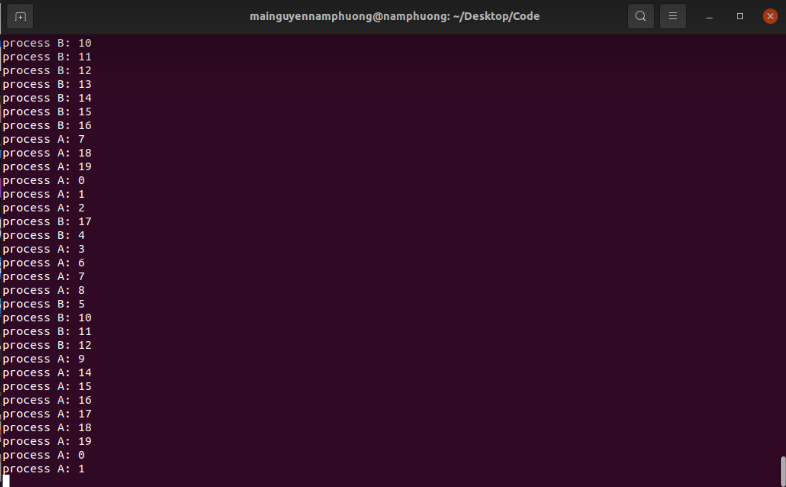 mainguyennamphuong@namphuong: ~/Desktop/Code
process B: 10
process B: 11
process B: 12
process B: 13
process B: 14
process B: 15
process B: 16
process A: 7
process A: 18
process A: 19
process A: 0
process A: 1
process A: 2
process B: 17
process B: 4
process A: 3
process A: 6
process A: 7
process A: 8
process B: 5
process B: 10
process B: 11
process B: 12
process A: 9
process A: 14
process A: 15
process A: 16
process A: 17
process A: 18
process A: 19
process A: 0
process A: 1